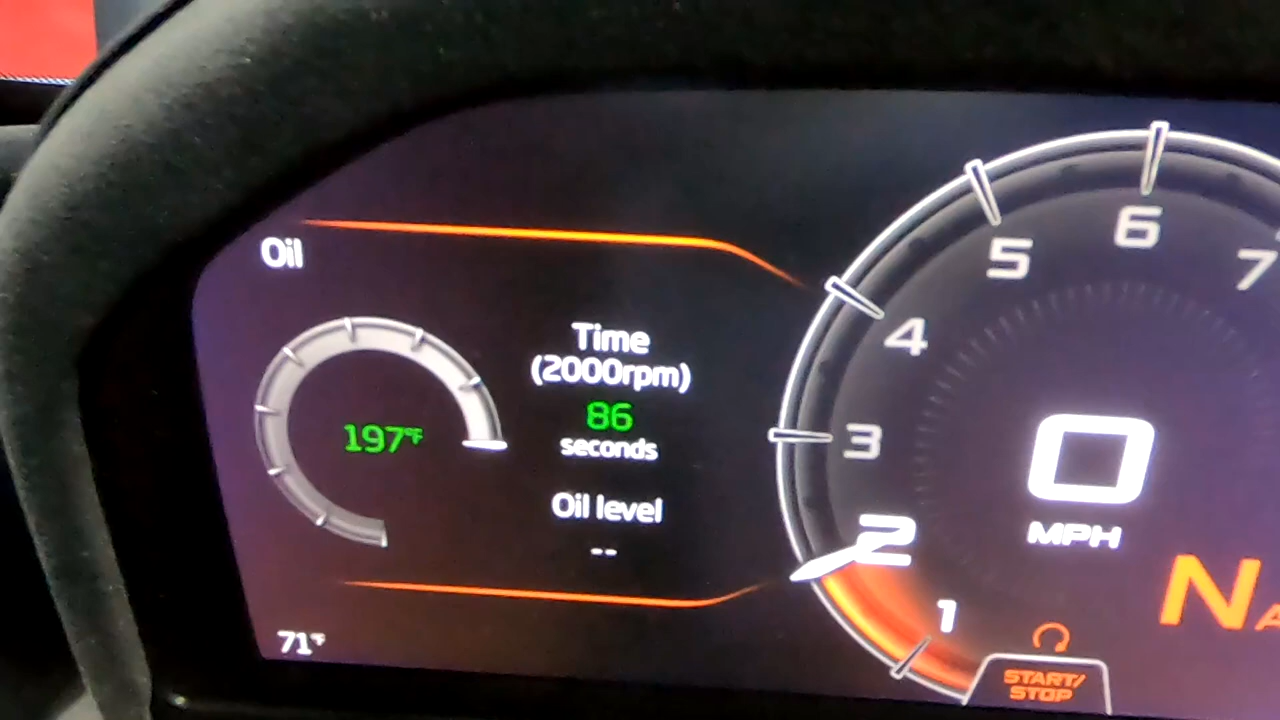 Oil
Time
(2000rpm)
86
seconds
197°F
Oil level
--
71°F
1
2
3
4
5
6
7
0
MPH
N
START/
STOP